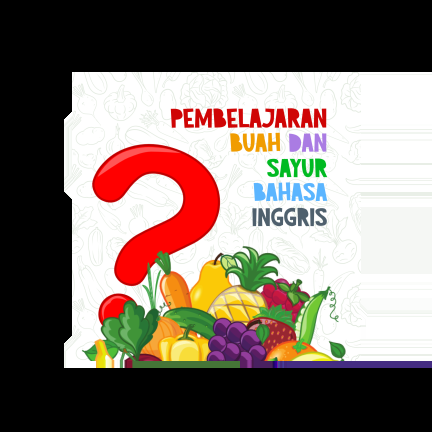 PEMBELAJARAN
BUAH DAN
SAYUR
BAHASA
INGGRIS